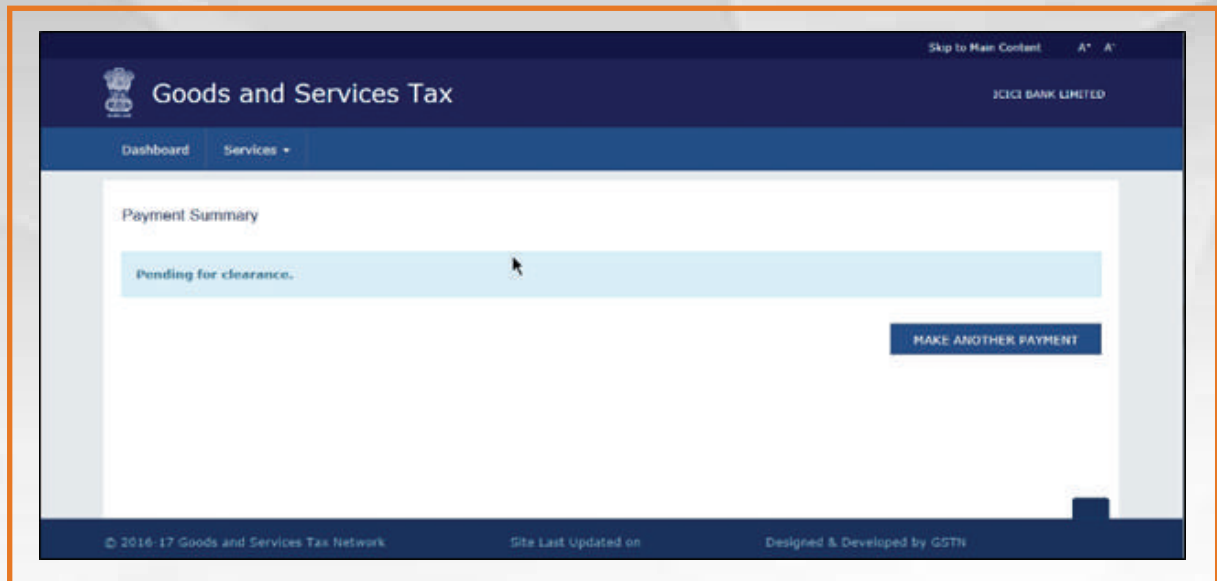 Skip to Main Content A+ A-
Goods and Services Tax
ICICI BANK LIMITED
Dashboard Services
Payment Summary
Pending for clearance.
MAKE ANOTHER PAYMENT
© 2016-17 Goods and Services Tax Network Site Last Updated on Designed & Developed by GSTN